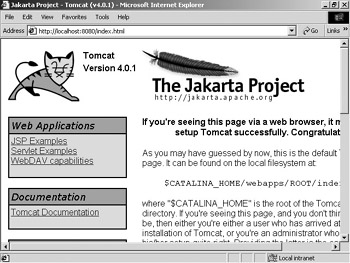 Jakarta Project - Tomcat (v4.0.1) - Microsoft Internet Explorer
File Edit View Favorites Tools Help
Address http://localhost:8080/index.html Go Links »
Tomcat
Version 4.0.1
The Jakarta Project
http://jakarta.apache.org
Web Applications
JSP Examples
Servlet Examples
WebDAV capabilities
Documentation
Tomcat Documentation
If you're seeing this page via a web browser, it m
setup Tomcat successfully. Congratulat
As you may have guessed by now, this is the default T
page. It can be found on the local filesystem at:
$CATALINA_HOME/webapps/ROOT/inde
where "$CATALINA_HOME" is the root of the Tomca
directory. If you're seeing this page, and you don't thin
be, then either you're either a user who has arrived at
installation of Tomcat, or you're an administrator who
Local intranet